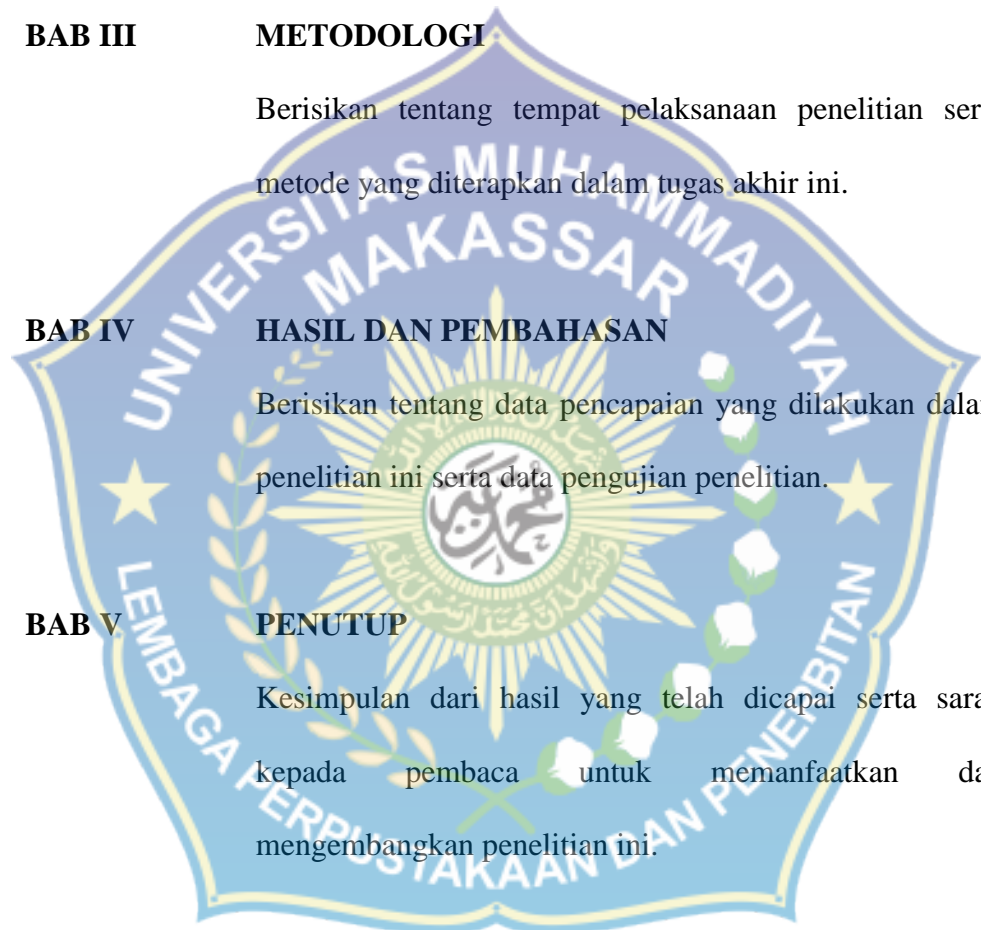 BAB III METODOLOGI
Berisikan tentang tempat pelaksanaan penelitian ser
metode yang diterapkan dalam tugas akhir ini.
UNIVERSITAS MUHAMMADIYAH
MAKASSAR
BAB IV HASIL DAN PEMBAHASAN
Berisikan tentang data pencapaian yang dilakukan dala
penelitian ini serta data pengujian penelitian.
BAB V PENUTUP
Kesimpulan dari hasil yang telah dicapai serta sara
kepada pembaca untuk memanfaatkan da
mengembangkan penelitian ini.
LEMBAGA PERPUSTAKAAN DAN PENERBITAN